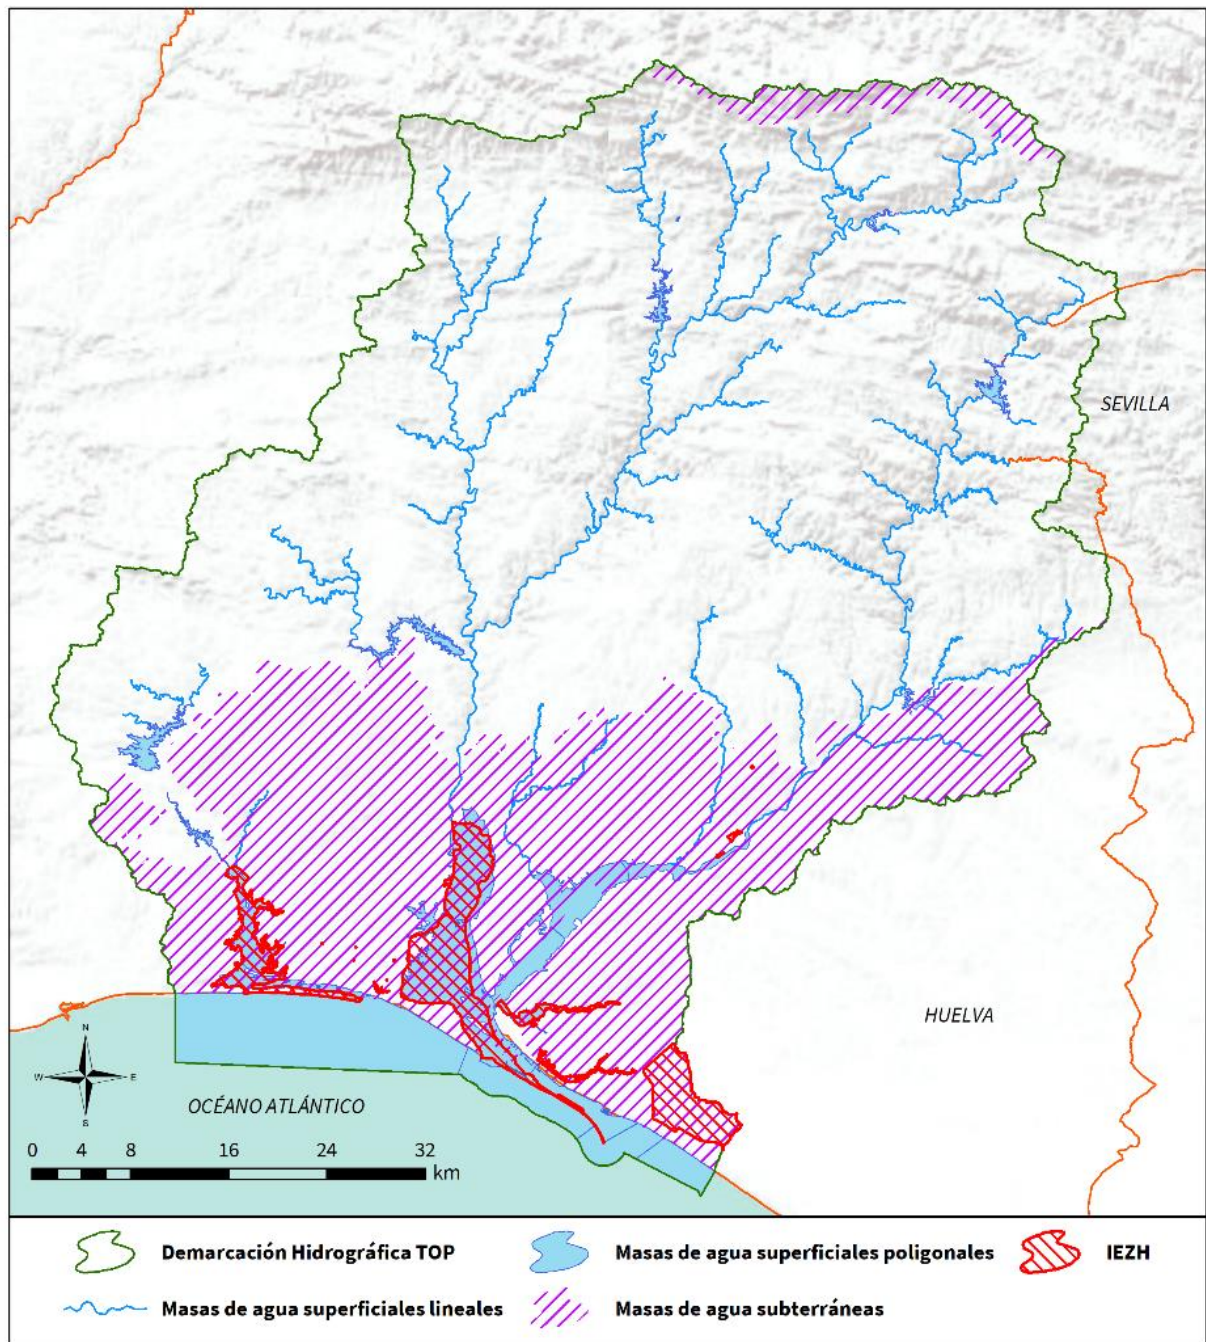 SEVILLA
HUELVA
N
W E
S
OCÉANO ATLÁNTICO
0 4 8 16 24 32
km
Demarcación Hidrográfica TOP
Masas de agua superficiales poligonales
IEZH
Masas de agua superficiales lineales
Masas de agua subterráneas